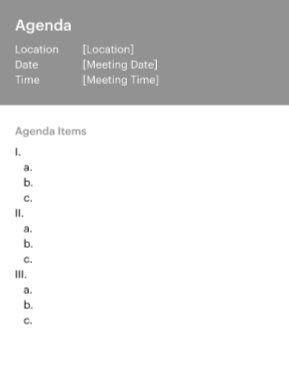 Agenda
Location [Location]
Date [Meeting Date]
Time [Meeting Time]
Agenda Items
I.
a.
b.
c.
II.
a.
b.
c.
III.
a.
b.
c.